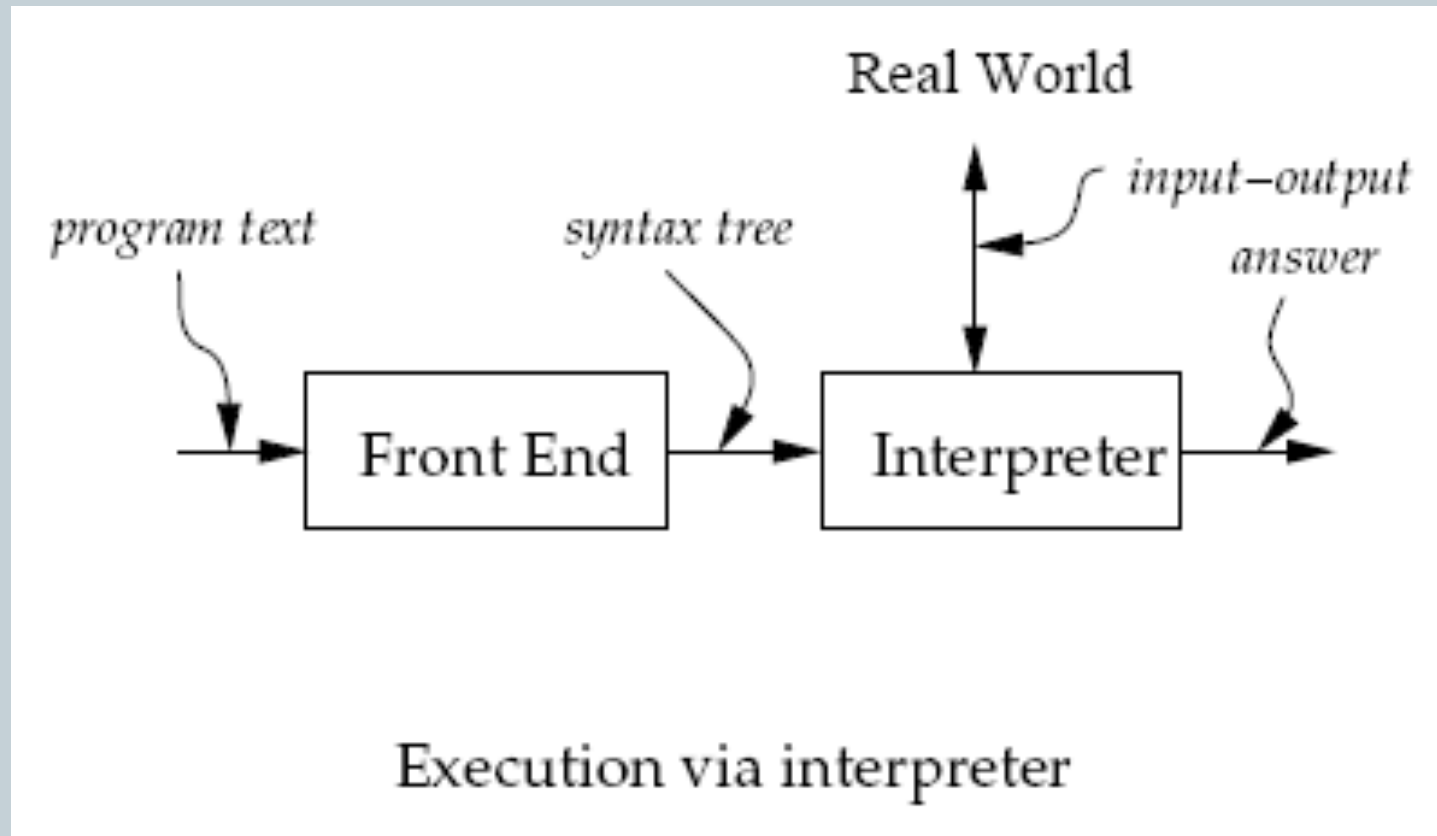 Real World
input–output
program text
syntax tree
answer
Front End
Interpreter
Execution via interpreter